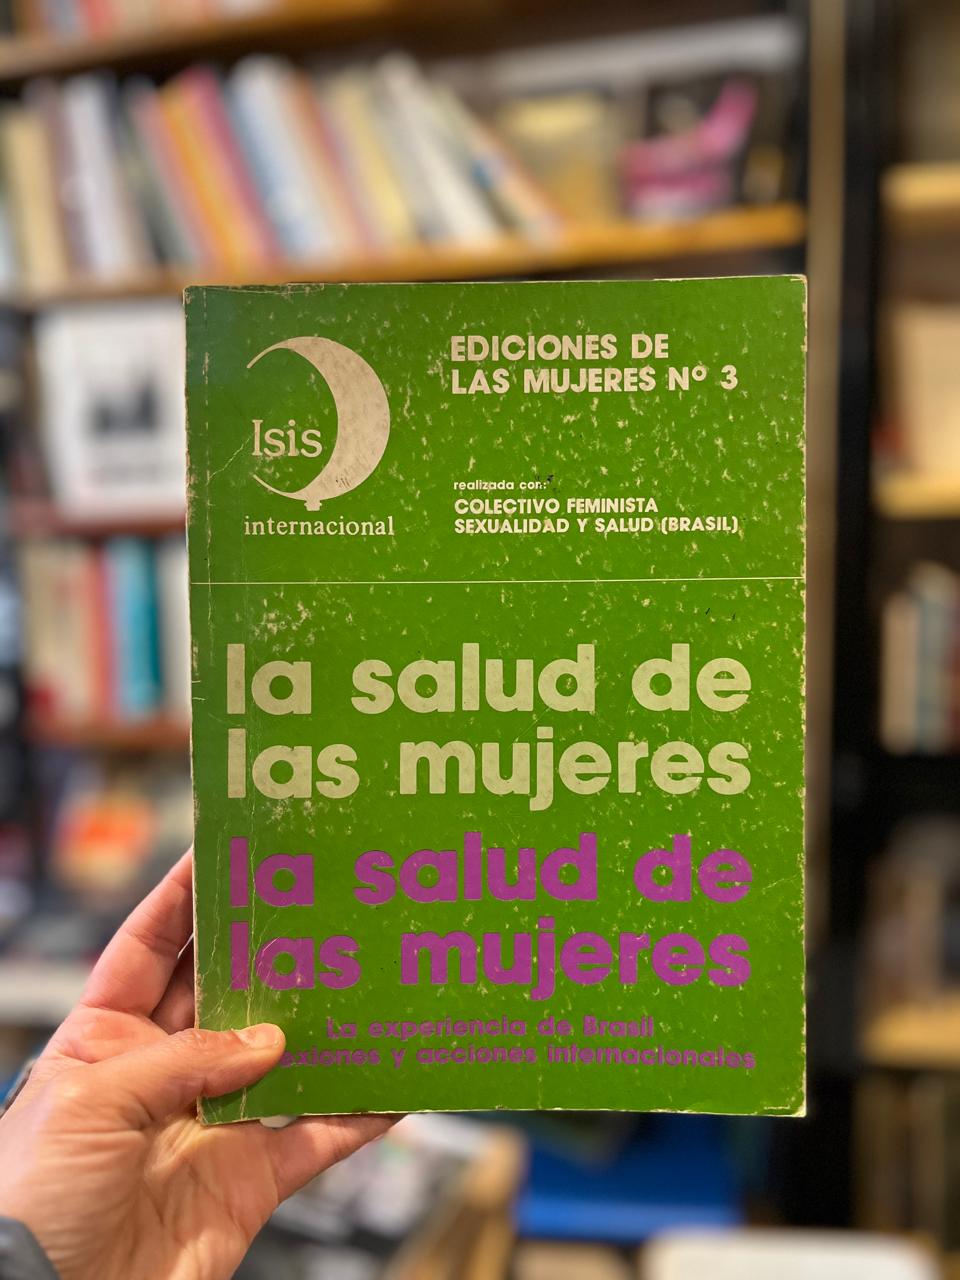 Isis
internacional
EDICIONES DE
LAS MUJERES Nº 3
realizada con:
COLECTIVO FEMINISTA
SEXUALIDAD Y SALUD (BRASIL)
la salud de
las mujeres
la salud de
las mujeres
La experiencia de Brasil
exiones y acciones internacionales